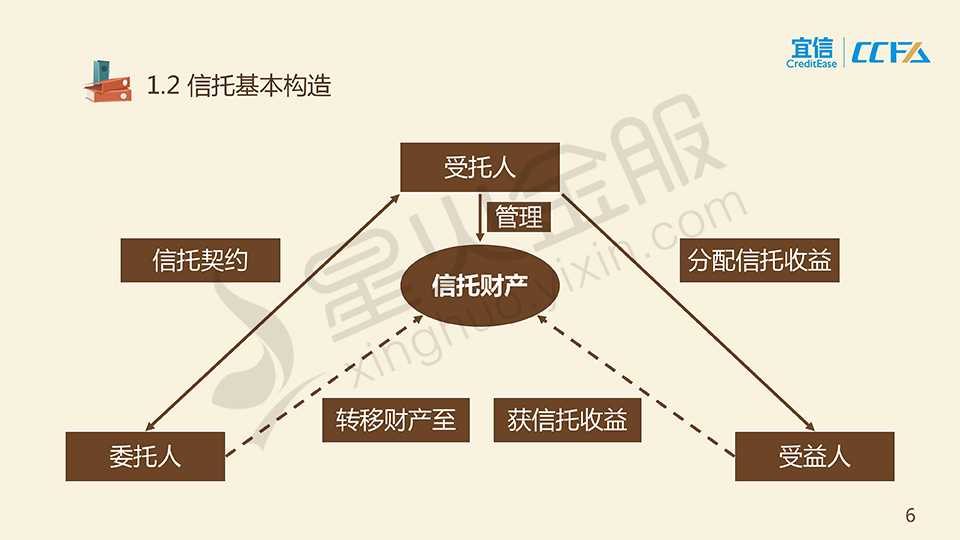 宜信
CreditEase
CCFA
1.2 信托基本构造
受托人
管理
信托契约
信托财产
分配信托收益
转移财产至
获信托收益
委托人
受益人
星火金服
xinghuo.yixin.com
6